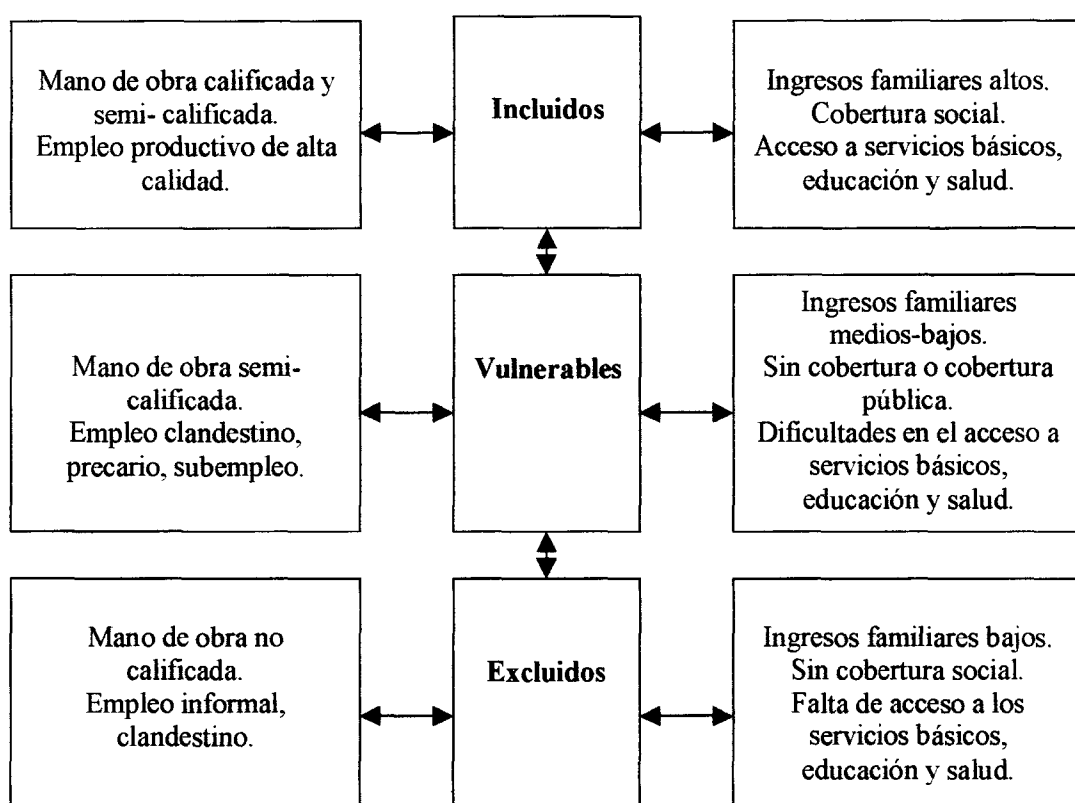 Mano de obra calificada y
semi- calificada.
Empleo productivo de alta
calidad.
Incluidos
Ingresos familiares altos.
Cobertura social.
Acceso a servicios básicos,
educación y salud.
Mano de obra semi-
calificada.
Empleo clandestino,
precario, subempleo.
Vulnerables
Ingresos familiares
medios-bajos.
Sin cobertura o cobertura
pública.
Dificultades en el acceso a
servicios básicos,
educación y salud.
Mano de obra no
calificada.
Empleo informal,
clandestino.
Excluidos
Ingresos familiares bajos.
Sin cobertura social.
Falta de acceso a los
servicios básicos,
educación y salud.